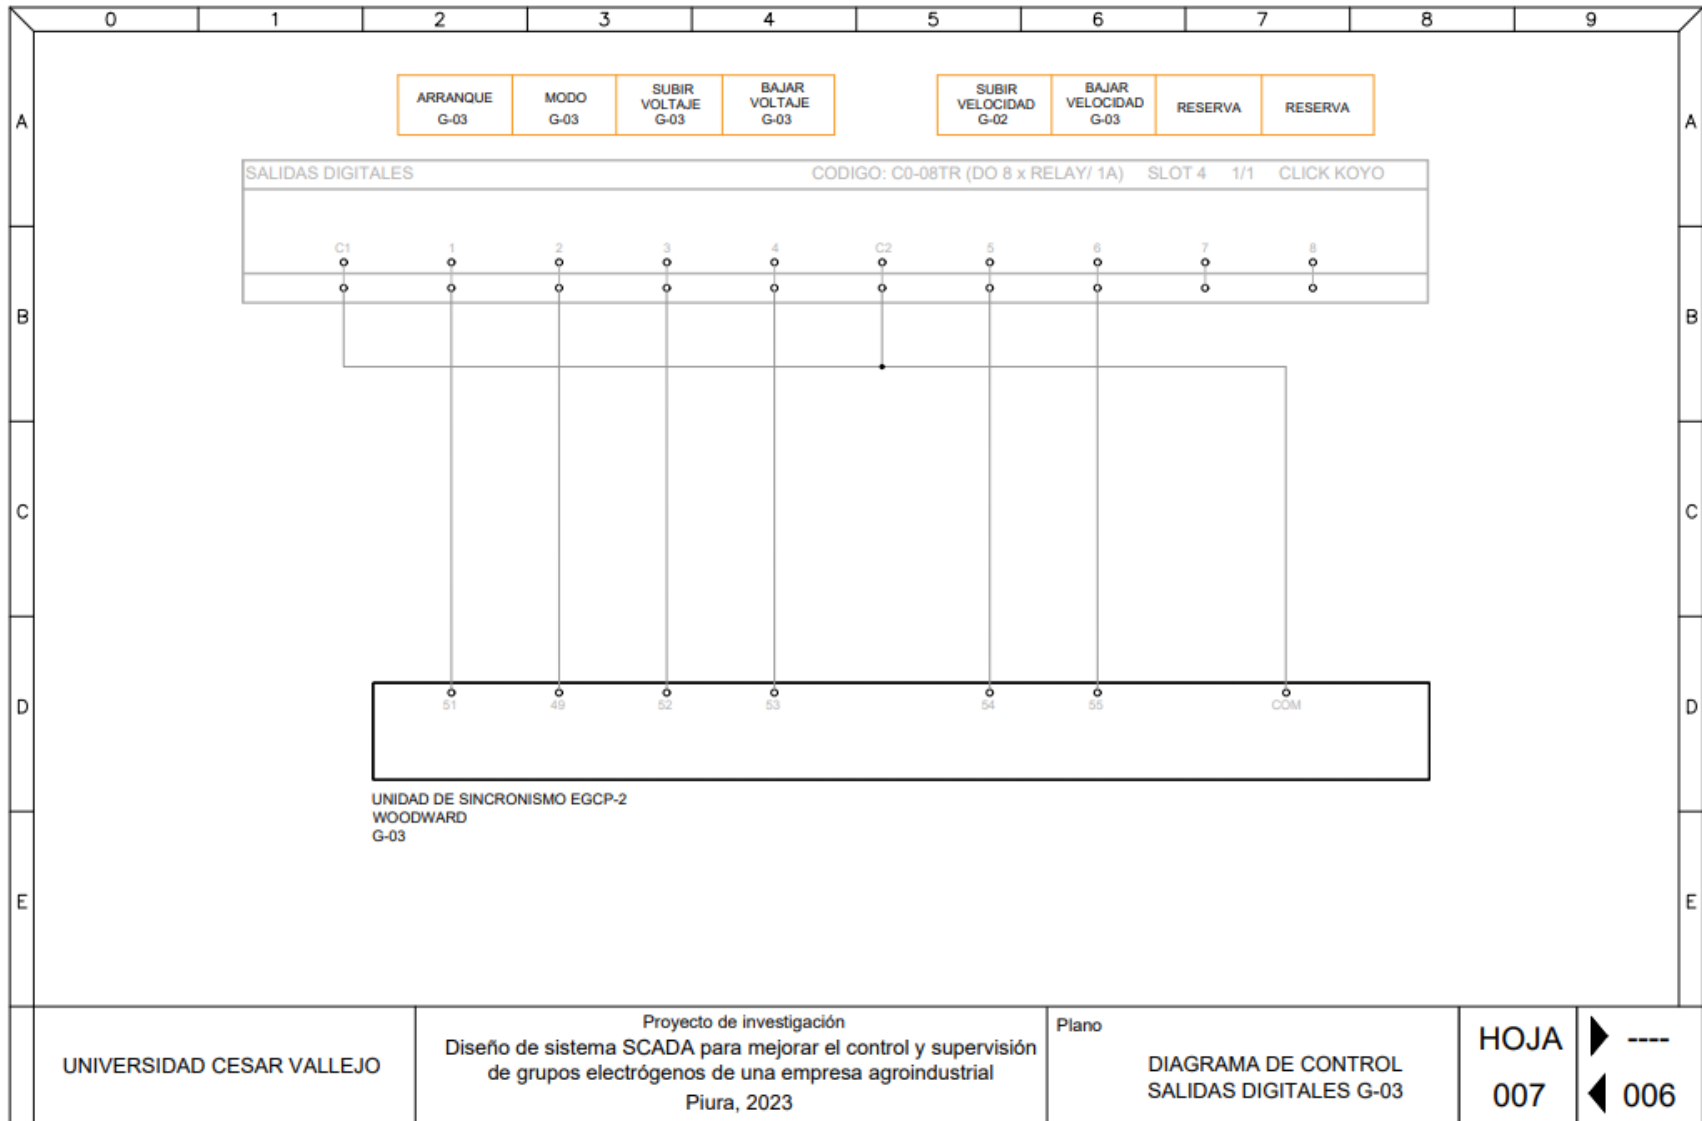 0 1 2 3 4 5 6 7 8 9
ARRANQUE
G-03
MODO
G-03
SUBIR
VOLTAJE
G-03
BAJAR
VOLTAJE
G-03
SUBIR
VELOCIDAD
G-02
BAJAR
VELOCIDAD
G-03
RESERVA
RESERVA
A A
SALIDAS DIGITALES CODIGO: C0-08TR (DO 8 x RELAY/ 1A) SLOT 4 1/1 CLICK KOYO
C1 1 2 3 4 C2 5 6 7 8
B B
C C
51 49 52 53 54 55 COM
D D
UNIDAD DE SINCRONISMO EGCP-2
WOODWARD
G-03
E E
UNIVERSIDAD CESAR VALLEJO
Proyecto de investigación
Diseño de sistema SCADA para mejorar el control y supervisión
de grupos electrógenos de una empresa agroindustrial
Piura, 2023
Plano
DIAGRAMA DE CONTROL
SALIDAS DIGITALES G-03
HOJA
007
----
006